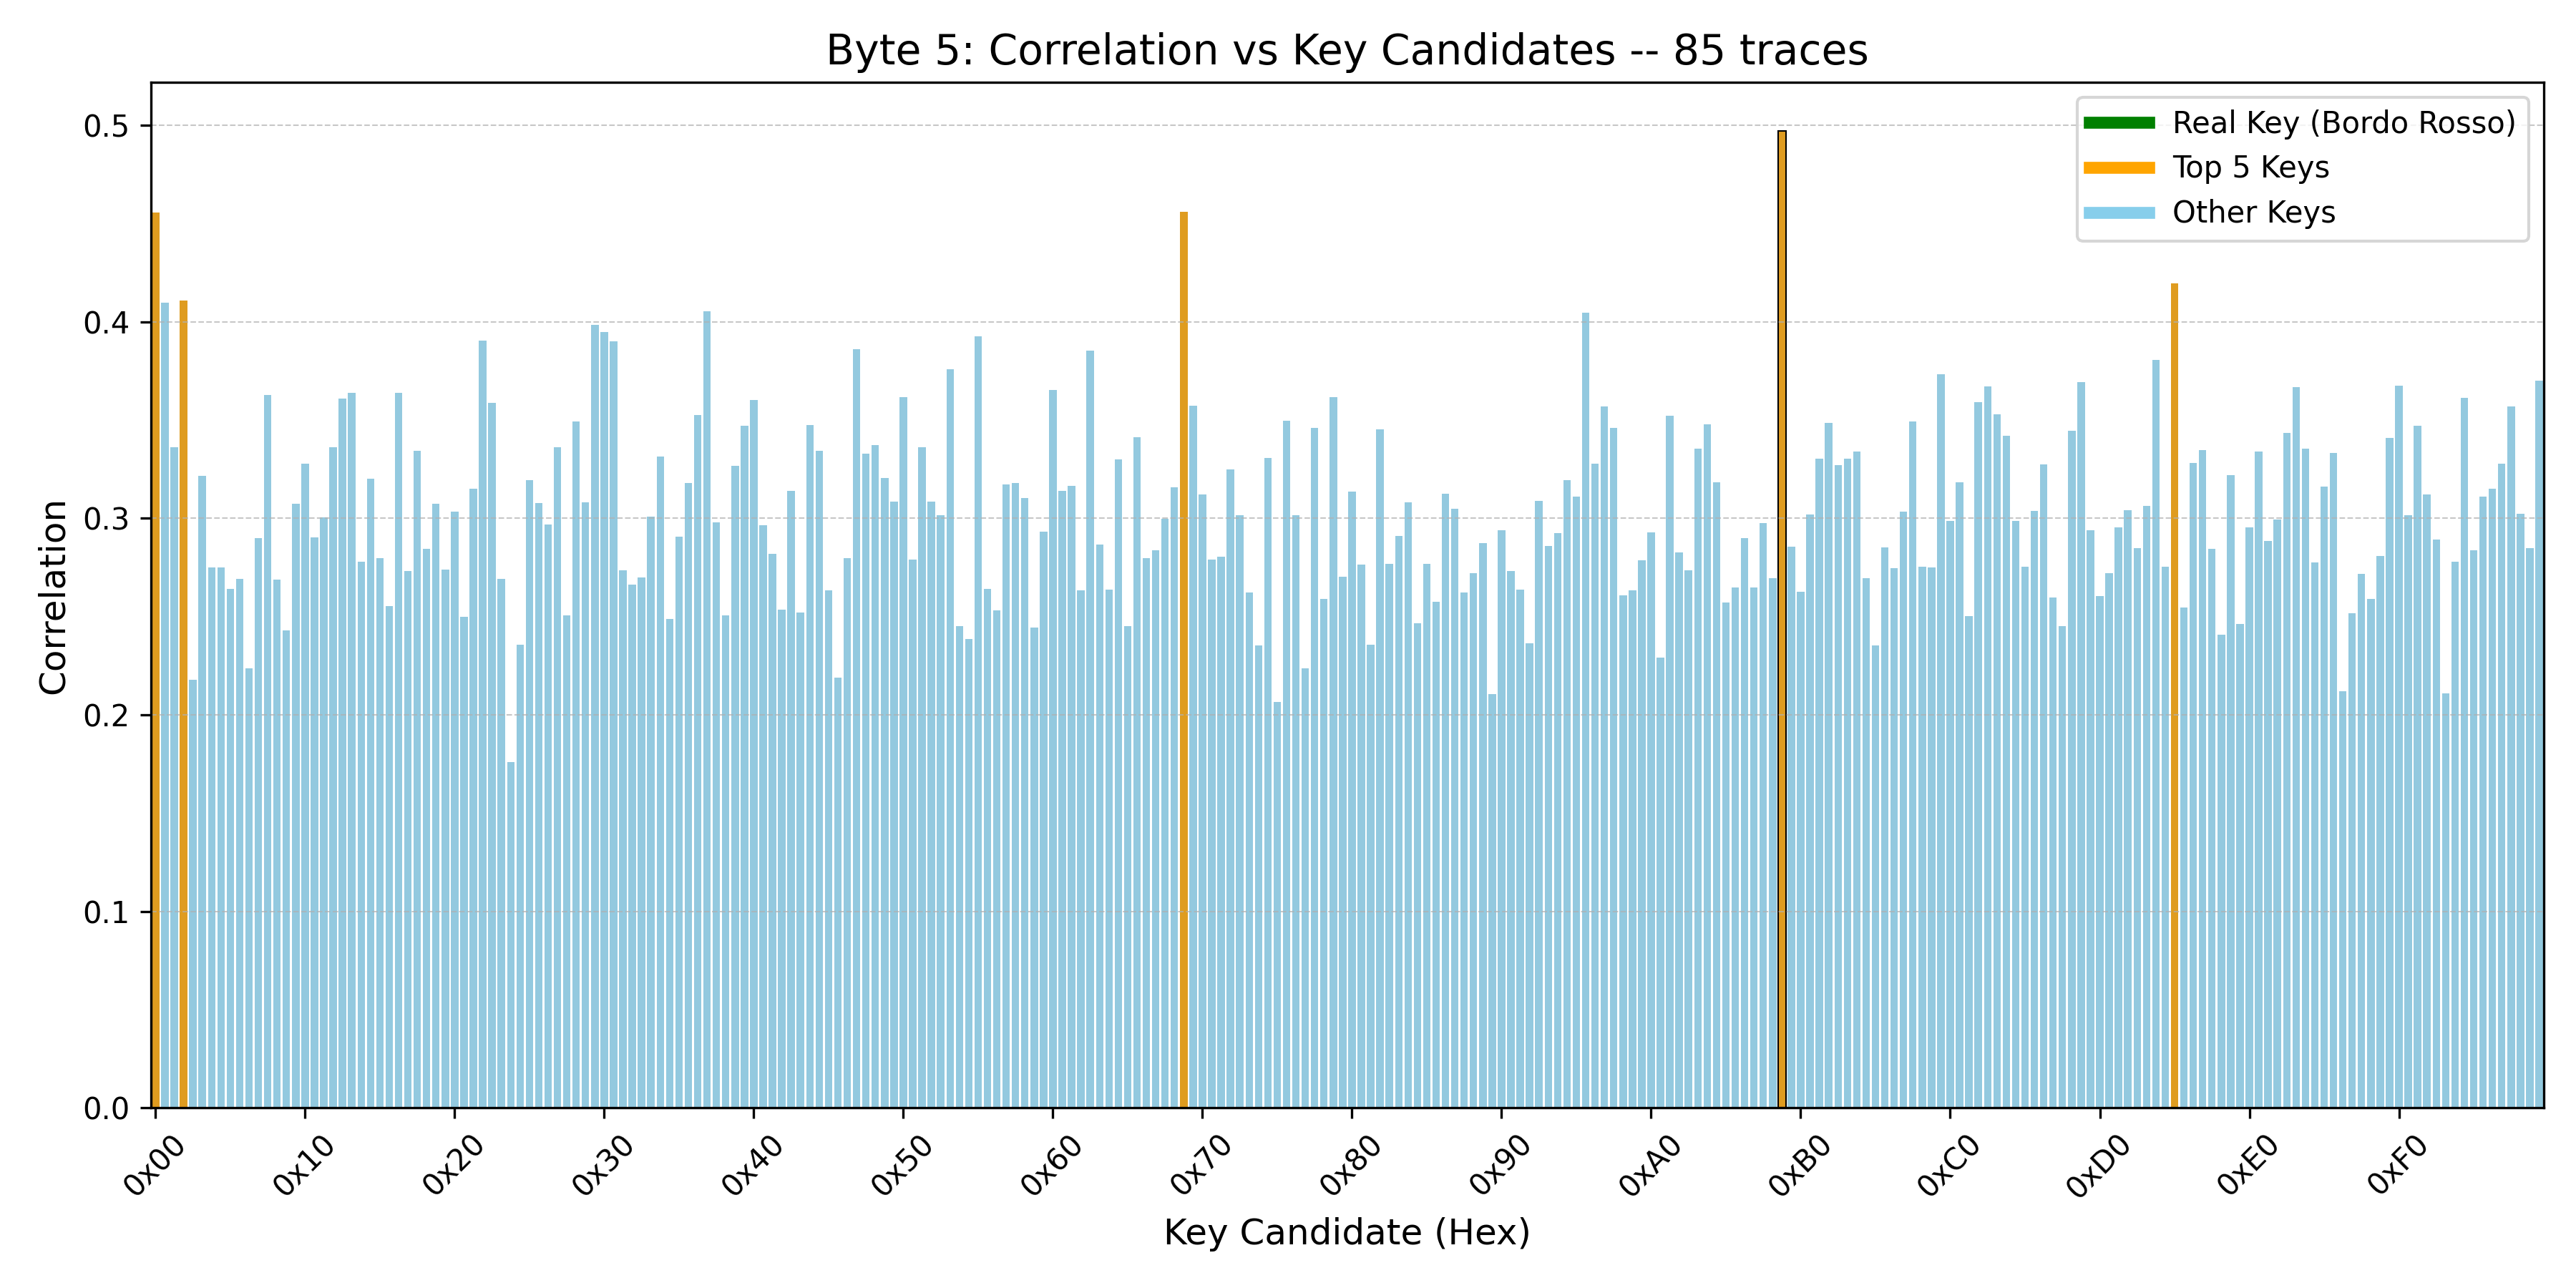 Byte 5: Correlation vs Key Candidates -- 85 traces
Real Key (Bordo Rosso)
Top 5 Keys
Other Keys
Correlation
0.5
0.4
0.3
0.2
0.1
0.0
0x00 0x10 0x20 0x30 0x40 0x50 0x60 0x70 0x80 0x90 0xA0 0xB0 0xC0 0xD0 0xE0 0xF0
Key Candidate (Hex)